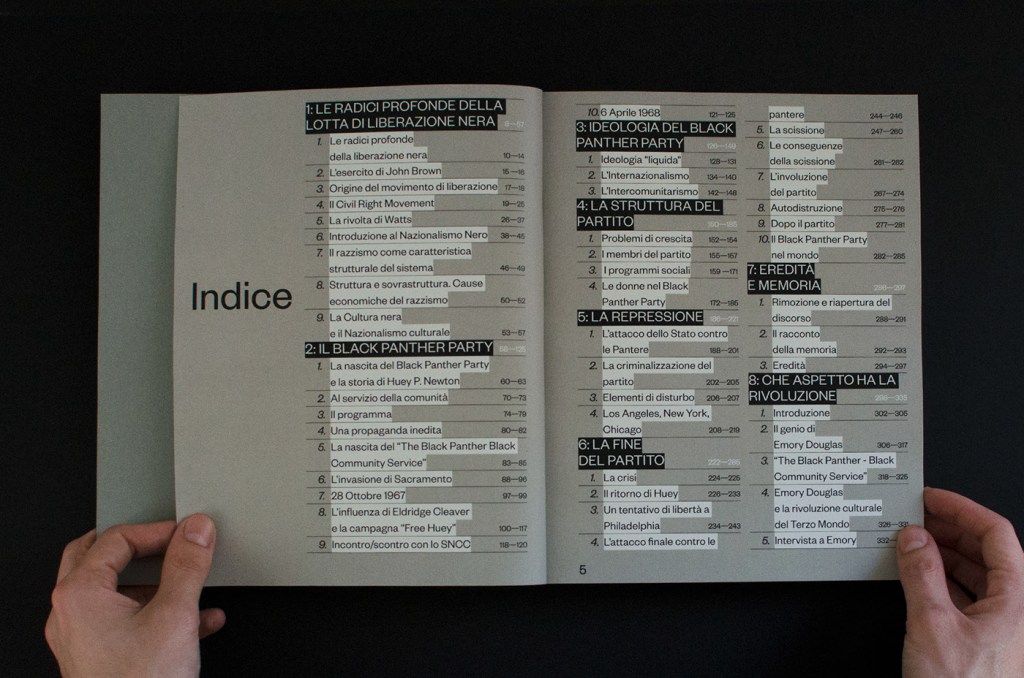 Indice
1: LE RADICI PROFONDE DELLA
LOTTA DI LIBERAZIONE NERA
1. Le radici profonde
della liberazione nera 10—14
2. L'esercito di John Brown 15—16
3. Origine del movimento di liberazione 17—18
4. Il Civil Right Movement 19—25
5. La rivolta di Watts 26—37
6. Introduzione al Nazionalismo Nero 38—45
7. Il razzismo come caratteristica
strutturale del sistema 46—49
8. Struttura e sovrastruttura. Cause
economiche del razzismo 50—52
9. La Cultura nera
e il Nazionalismo culturale 53—57
2: IL BLACK PANTHER PARTY
1. La nascita del Black Panther Party
e la storia di Huey P. Newton 60—63
2. Al servizio della comunità 70—73
3. Il programma 74—79
4. Una propaganda inedita 80—82
5. La nascita del "The Black Panther Black
Community Service" 83—85
6. L'invasione di Sacramento 88—96
7. 28 Ottobre 1967 97—99
8. L'influenza di Eldridge Cleaver
e la campagna "Free Huey" 100—117
9. Incontro/scontro con lo SNCC 118—120
10. 6 Aprile 1968 121—125
3: IDEOLOGIA DEL BLACK
PANTHER PARTY
1. Ideologia "liquida" 128—131
2. L'Internazionalismo 134—140
3. L'Intercomunitarismo 142—148
4: LA STRUTTURA DEL
PARTITO
1. Problemi di crescita 152—154
2. I membri del partito 155—157
3. I programmi sociali 159—171
4. Le donne nel Black
Panther Party 172—185
5: LA REPRESSIONE
1. L'attacco dello Stato contro
le Pantere 188—201
2. La criminalizzazione del
partito 202—205
3. Elementi di disturbo 206—207
4. Los Angeles, New York,
Chicago 208—219
6: LA FINE
DEL PARTITO
1. La crisi 224—225
2. Il ritorno di Huey 226—233
3. Un tentativo di libertà a
Philadelphia 234—243
4. L'attacco finale contro le
5
pantere 244—246
5. La scissione 247—260
6. Le conseguenze
della scissione 261—262
7. L'involuzione
del partito 267—274
8. Autodistruzione 275—276
9. Dopo il partito 277—281
10. Il Black Panther Party
nel mondo 282—285
7: EREDITÀ
E MEMORIA
1. Rimozione e riapertura del
discorso 288—291
2. Il racconto
della memoria 292—293
3. Eredità 294—297
8: CHE ASPETTO HA LA
RIVOLUZIONE
1. Introduzione 302—305
2. Il genio di
Emory Douglas 306—317
3. "The Black Panther - Black
Community Service" 318—325
4. Emory Douglas
e la rivoluzione culturale
del Terzo Mondo 326—331
5. Intervista a Emory 332—